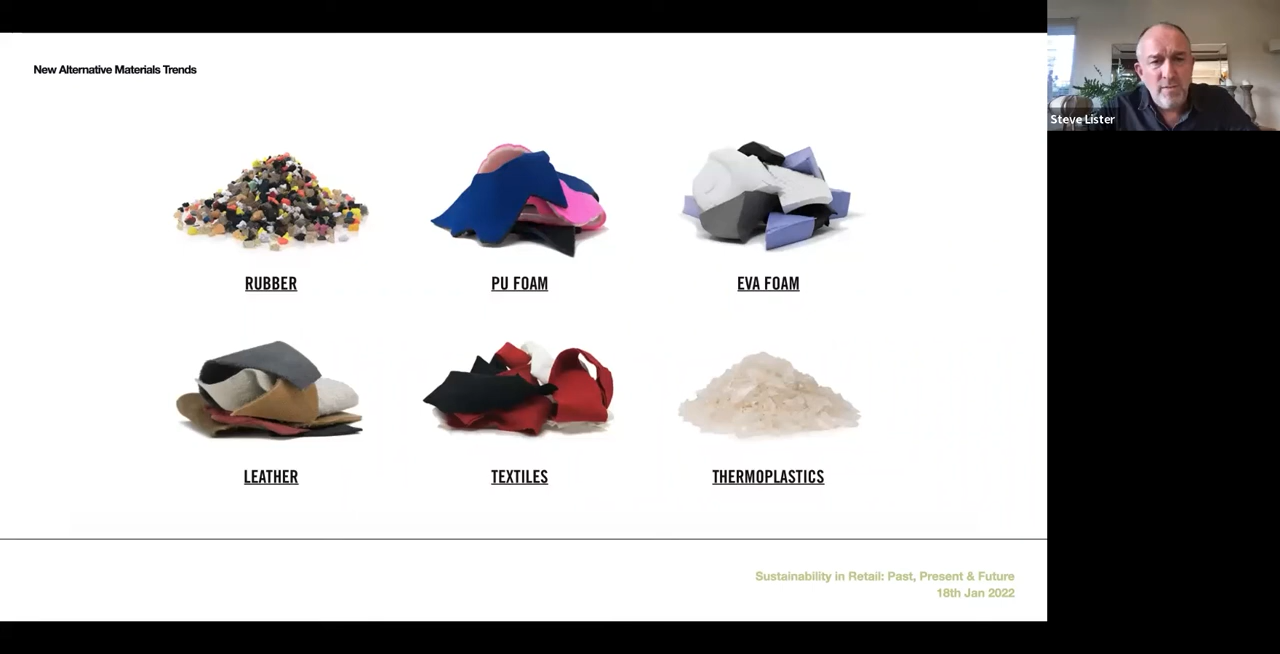 New Alternative Materials Trends
Steve Lister
RUBBER
PU FOAM
EVA FOAM
LEATHER
TEXTILES
THERMOPLASTICS
Sustainability in Retail: Past, Present & Future
18th Jan 2022